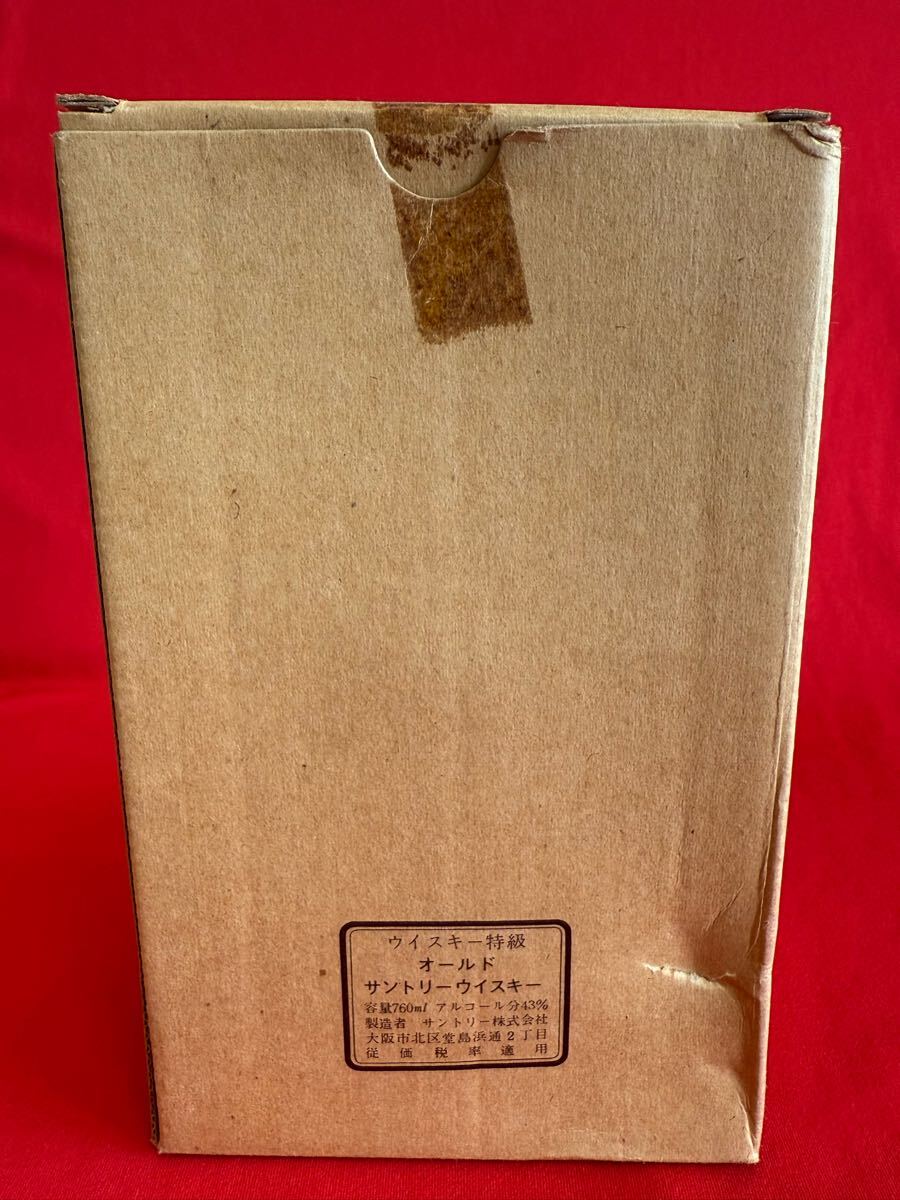 ウイスキー特級
オールド
サントリーウイスキー
容量760ml アルコール分43%
製造者 サントリー株式会社
大阪市北区堂島浜通2丁目
従価税率適用